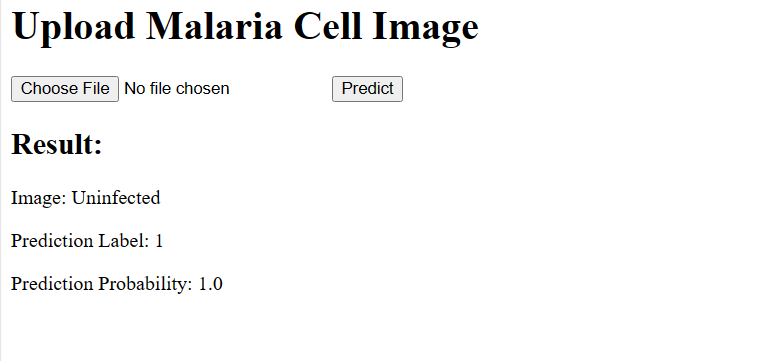 Upload Malaria Cell Image
Choose File No file chosen Predict
Result:
Image: Uninfected
Prediction Label: 1
Prediction Probability: 1.0